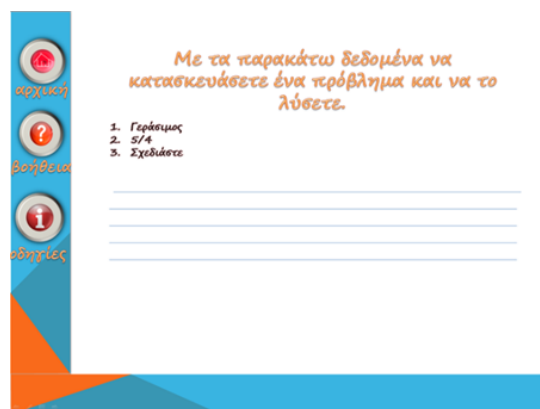 Με τα παρακάτω δεδομένα να
κατασκευάσετε ένα πρόβλημα και να το
λύσετε.
1. Γεράσιμος
2. 5/4
3. Σχεδιάστε
αρχική
βοήθεια
οδηγίες